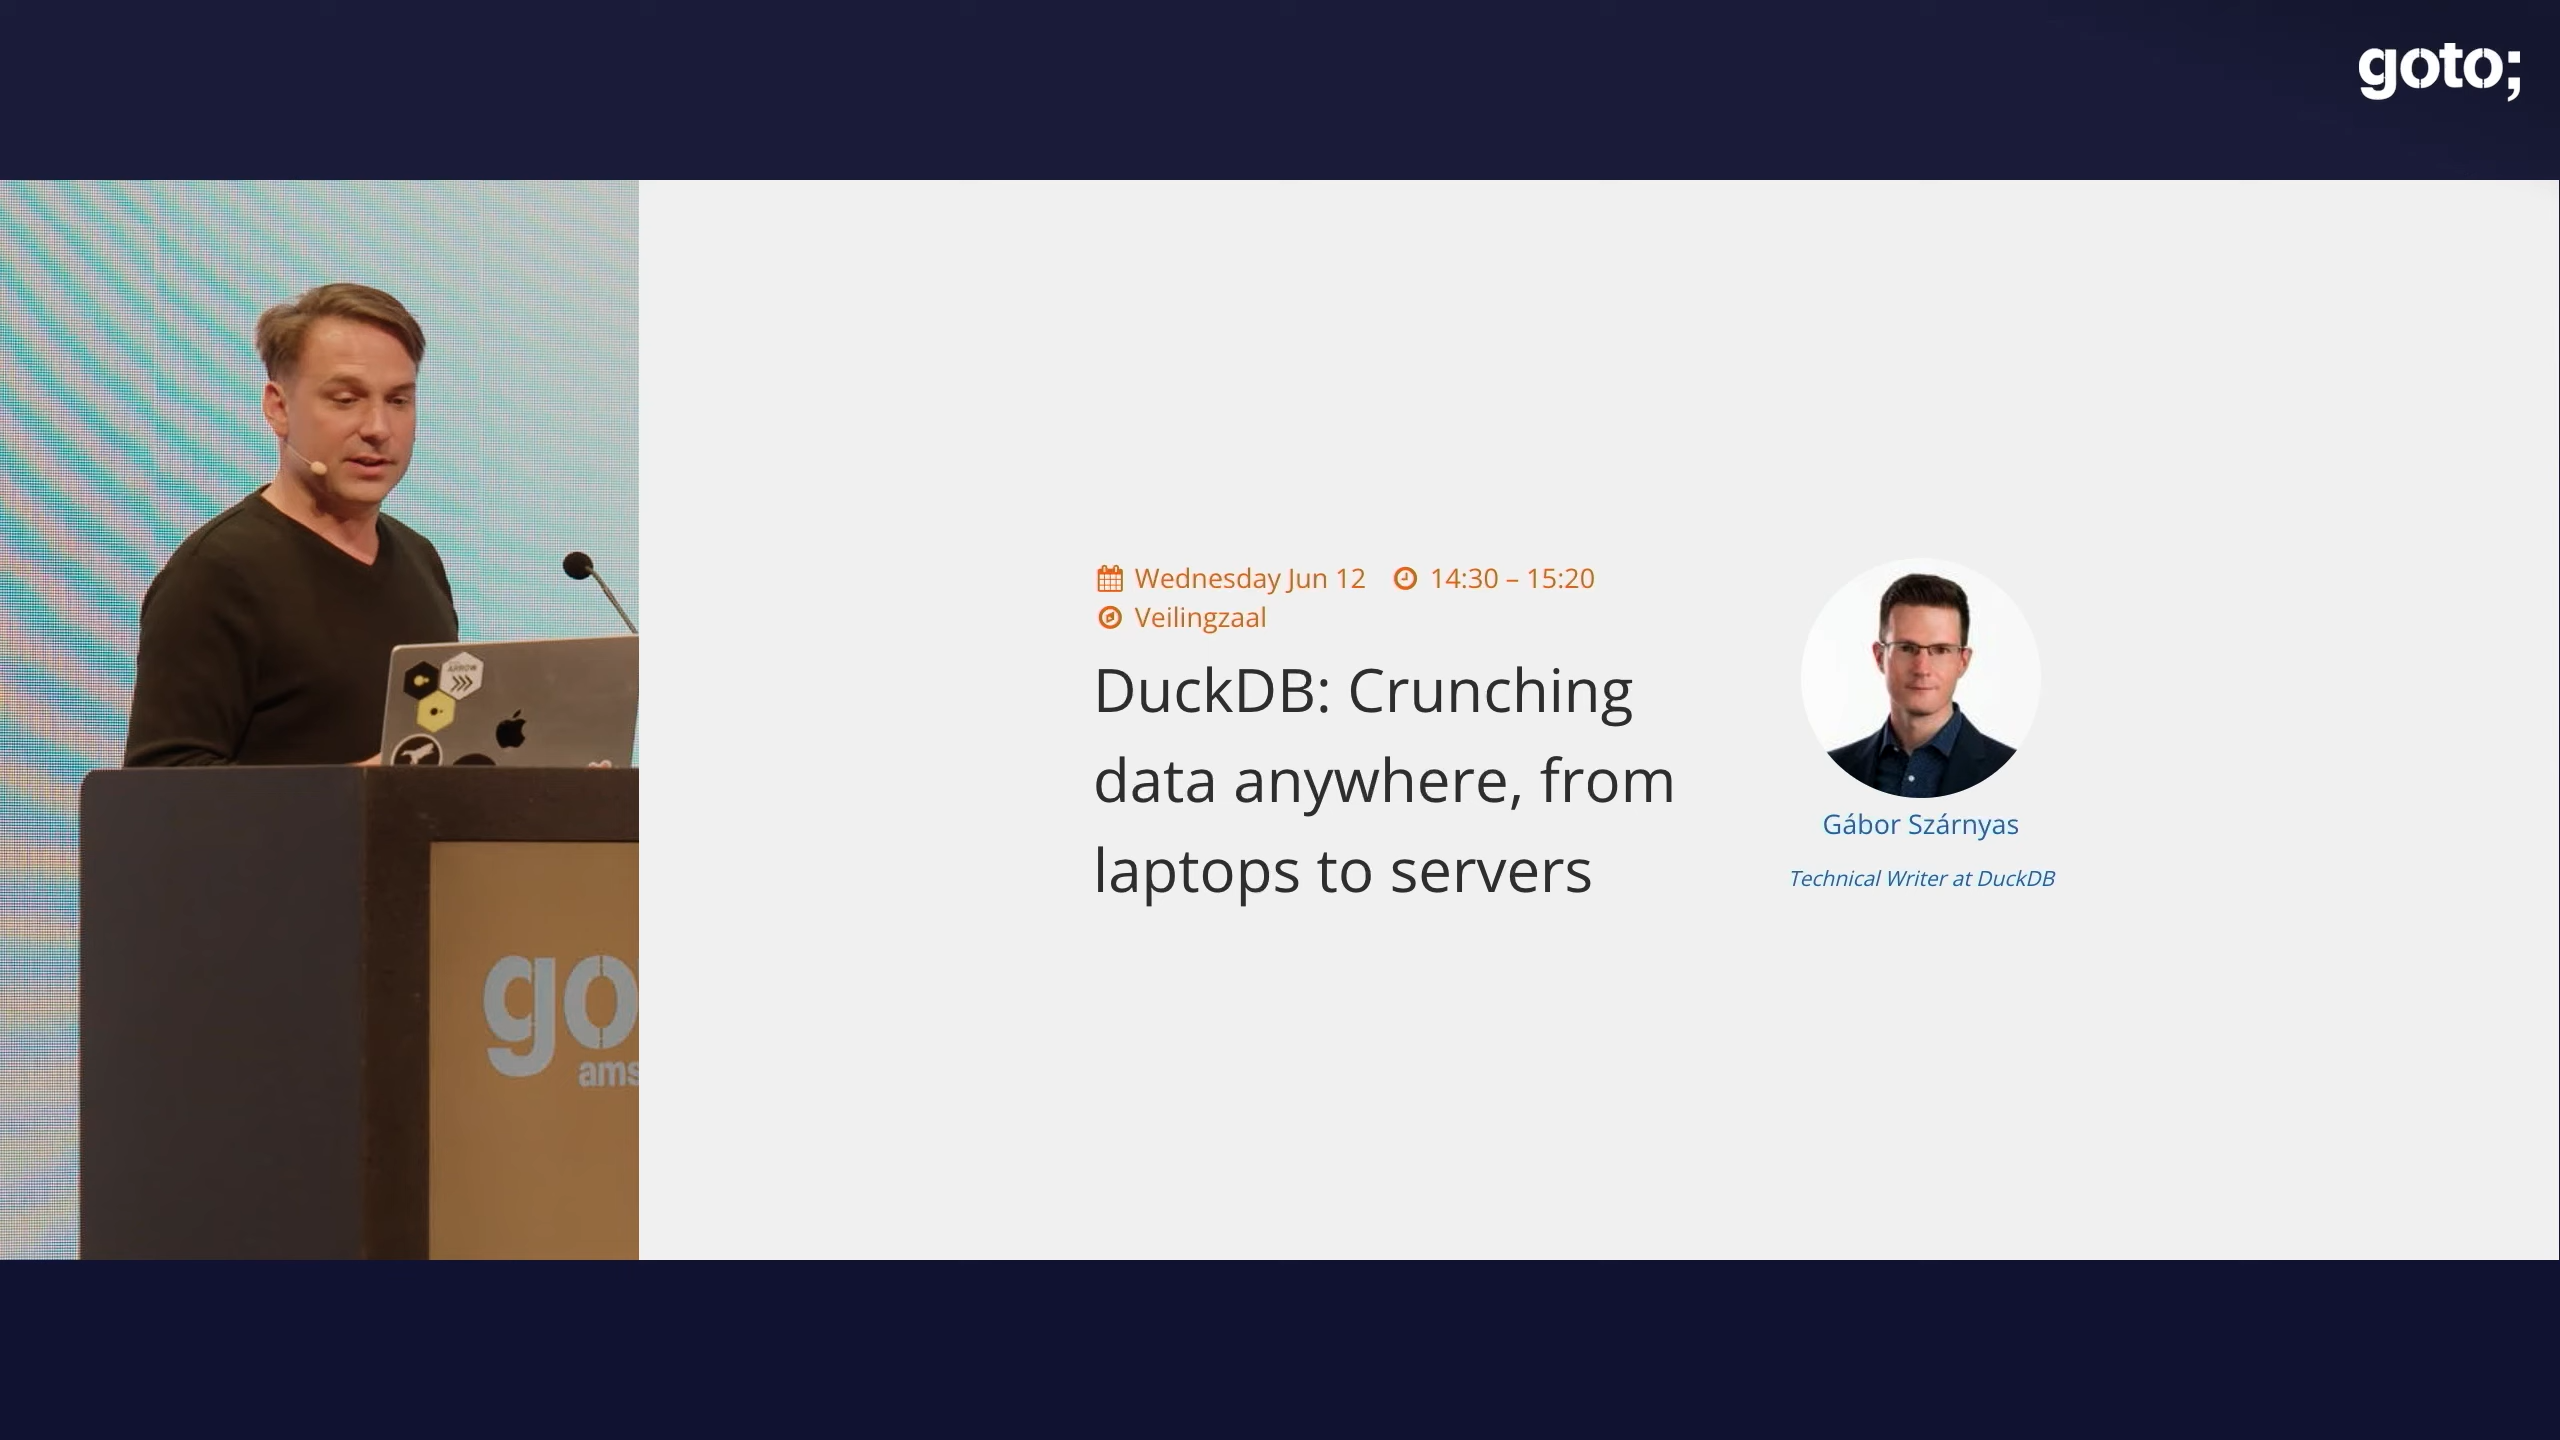 goto;
Wednesday Jun 12 14:30 – 15:20
Veilingzaal
DuckDB: Crunching
data anywhere, from
laptops to servers
Gábor Szárnyas
Technical Writer at DuckDB
ARROW
go
ams